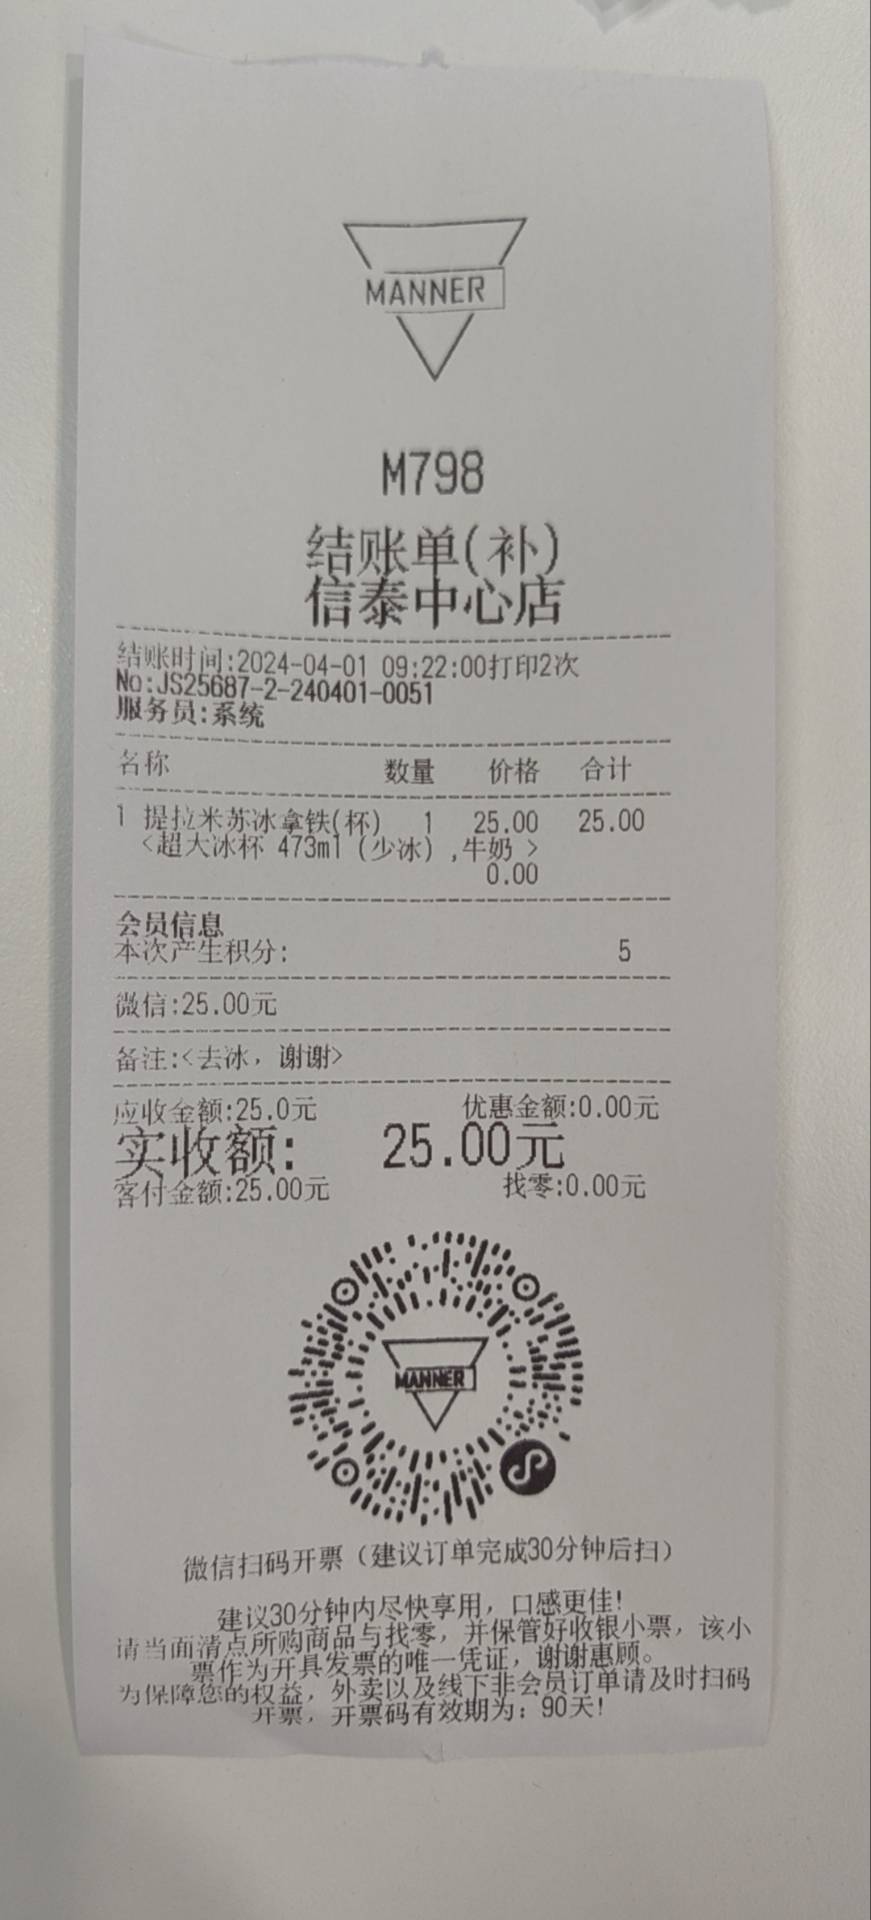 MANNER
M798
结账单(补)
信泰中心店
结账时间:2024-04-01 09:22:00打印2次
No:JS25687-2-240401-0051
服务员:系统
名称 数量 价格 合计
1 提拉米苏冰拿铁(杯) 1 25.00 25.00
<超大冰杯 473ml (少冰) ,牛奶 >
0.00
会员信息
本次产生积分: 5
微信:25.00元
备注:<去冰，谢谢>
应收金额:25.0元 优惠金额:0.00元
实收额: 25.00元
客付金额:25.00元 找零:0.00元
MANNER
微信扫码开票（建议订单完成30分钟后扫）
建议30分钟内尽快享用，口感更佳!
请当面清点所购商品与找零，并保管好收银小票，该小
票作为开具发票的唯一凭证，谢谢惠顾。
为保障您的权益，外卖以及线下非会员订单请及时扫码
开票，开票码有效期为：90天!